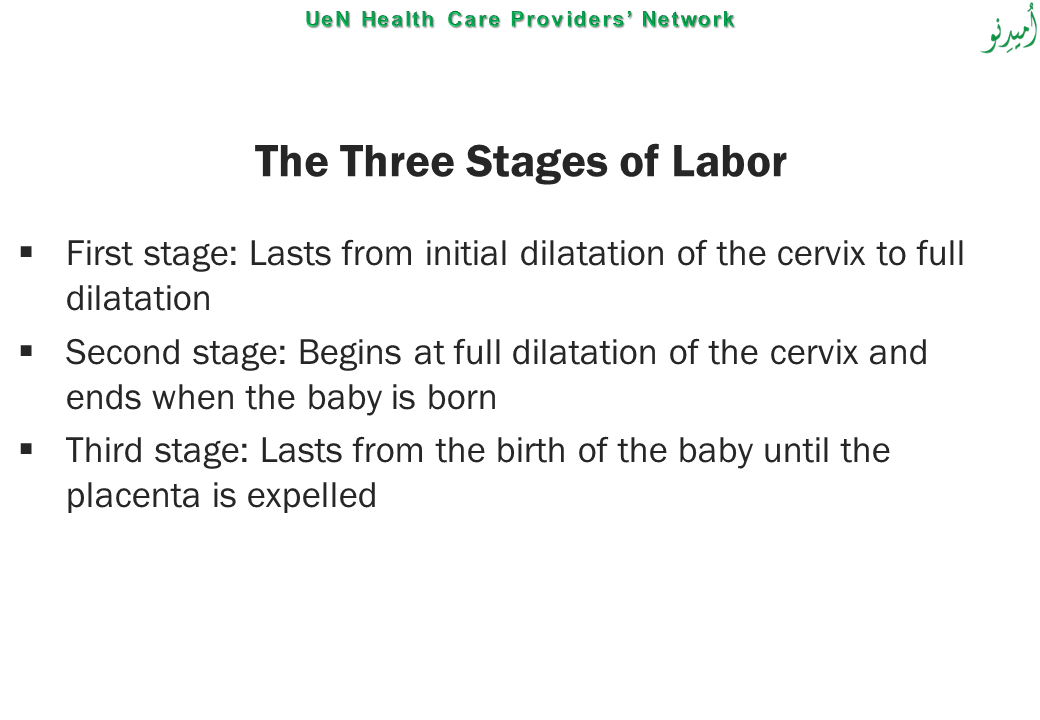 UeN Health Care Providers’ Network
اُمیدِنو
The Three Stages of Labor
▪ First stage: Lasts from initial dilatation of the cervix to full
dilatation
▪ Second stage: Begins at full dilatation of the cervix and
ends when the baby is born
▪ Third stage: Lasts from the birth of the baby until the
placenta is expelled